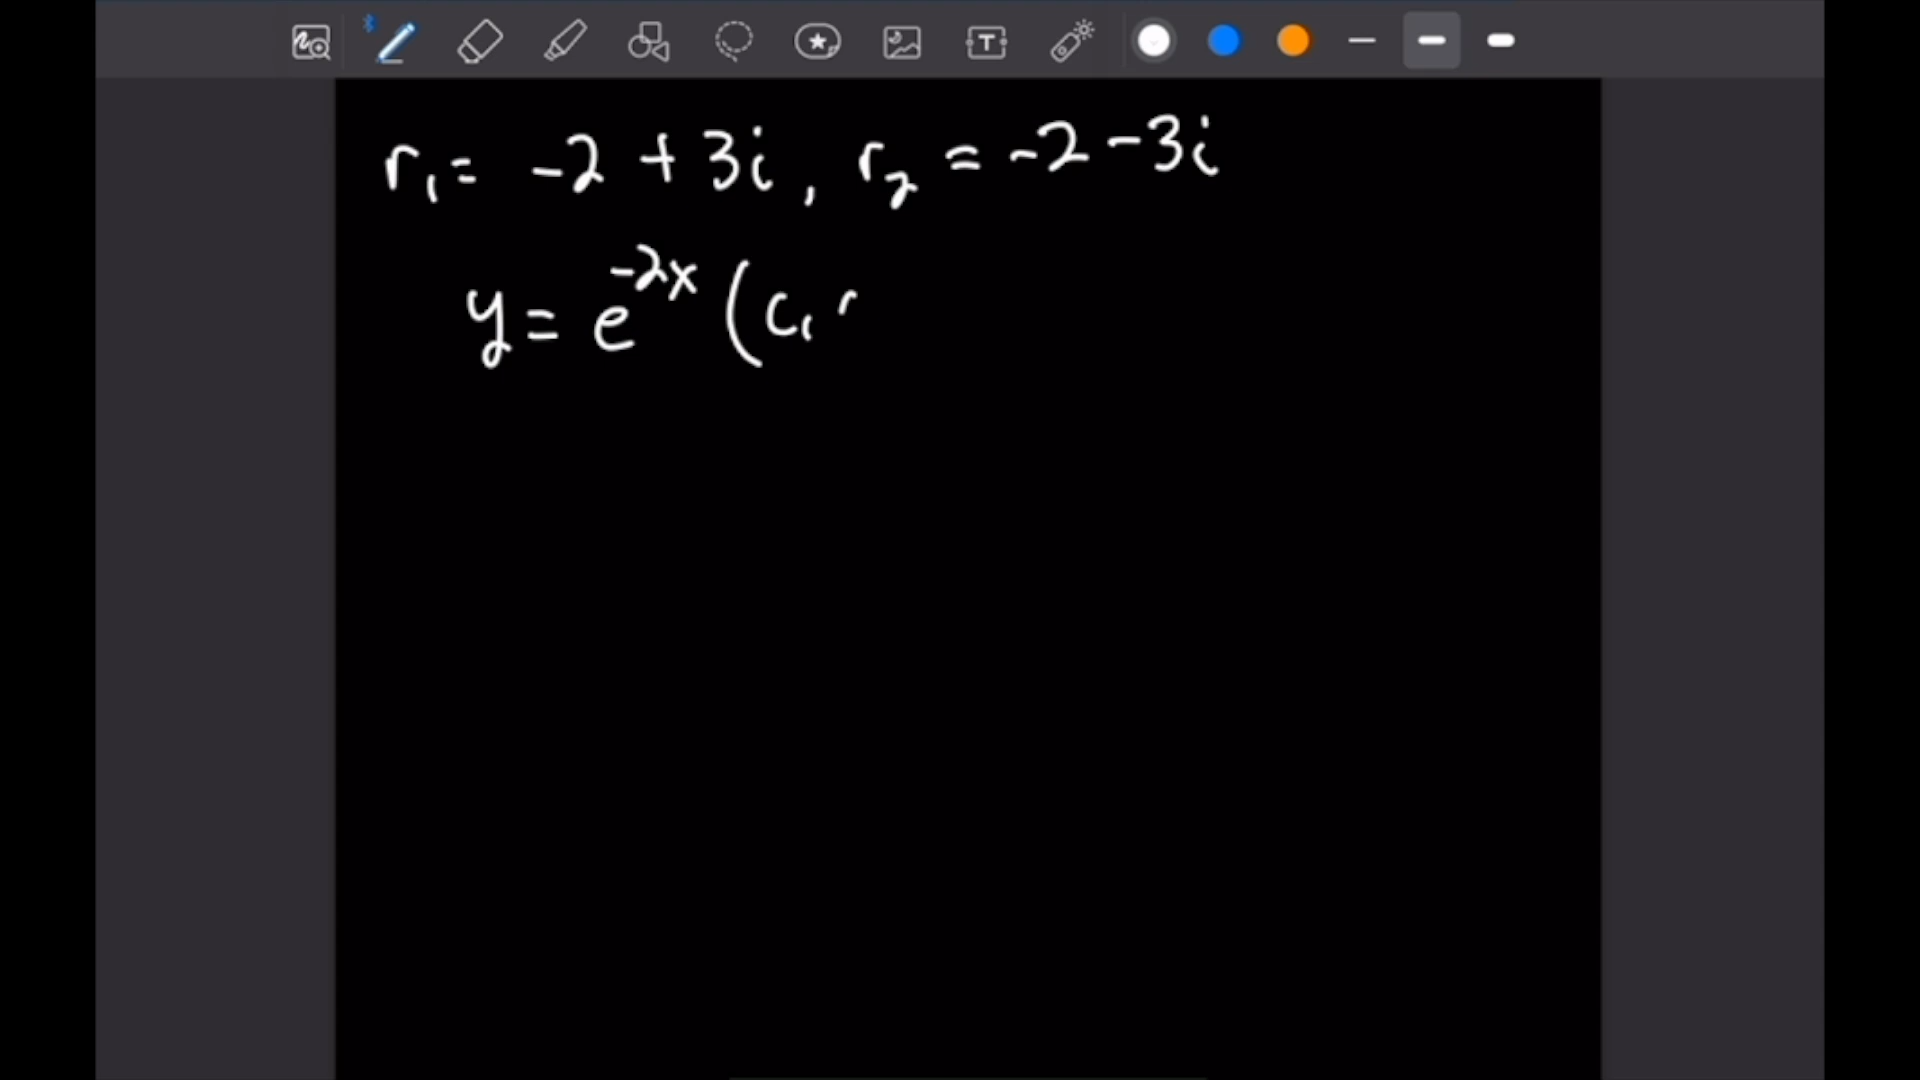 r₁ = -2 + 3i, r₂ = -2 - 3i
y = e^{-2x} (c₁